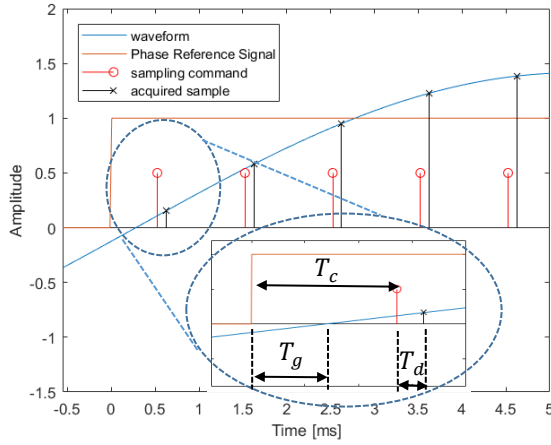 2
1.5
1
0.5
0
-0.5
-1
-1.5
Amplitude
waveform
Phase Reference Signal
sampling command
acquired sample
T_c
T_g
T_d
-0.5 0 0.5 1 1.5 2 2.5 3 3.5 4 4.5 5
Time [ms]